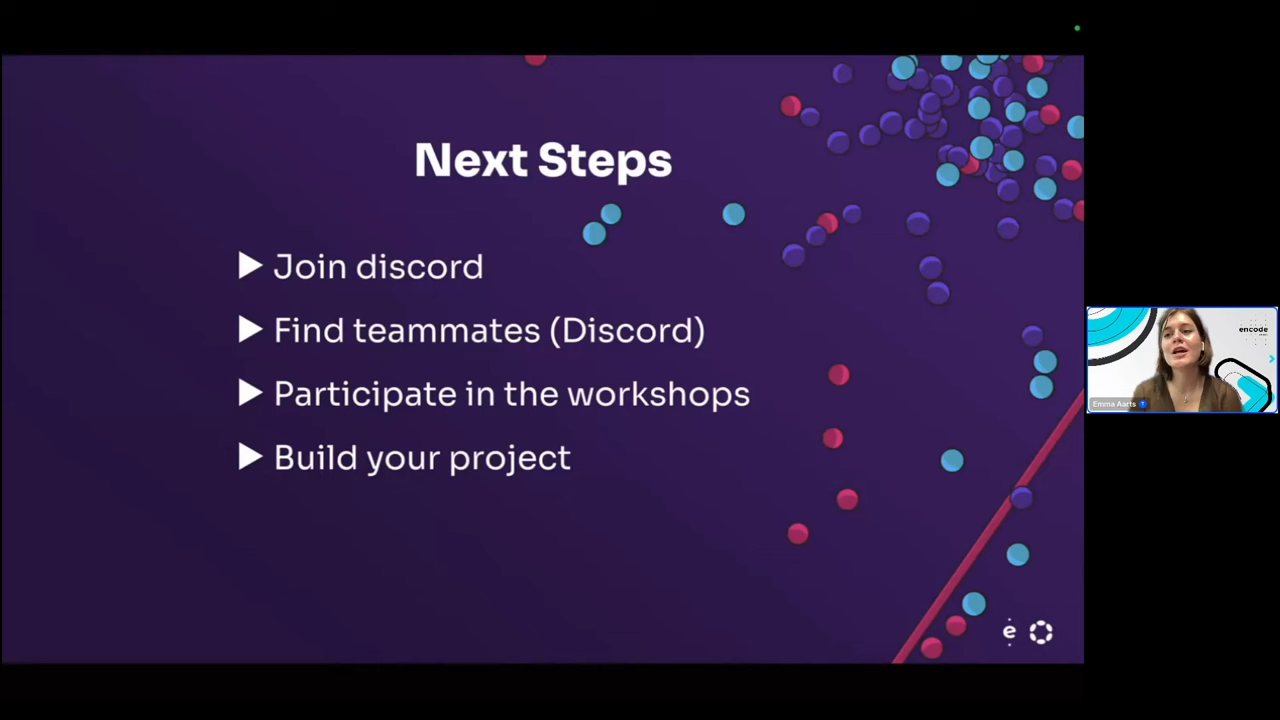 Next Steps
▶ Join discord
▶ Find teammates (Discord)
▶ Participate in the workshops
▶ Build your project
encode
Emma Aarts
e